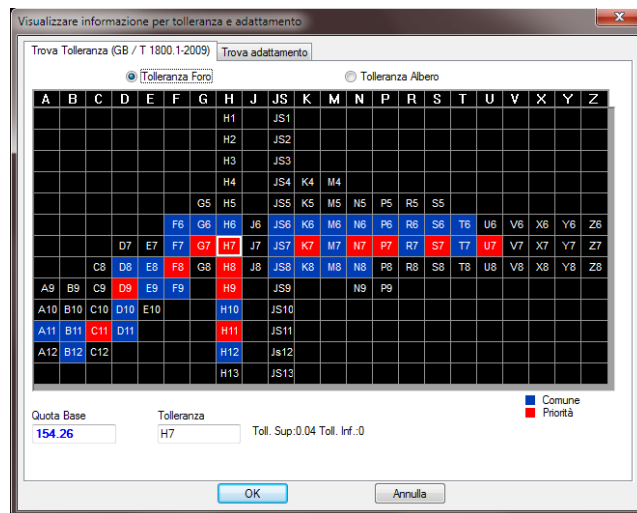 Visualizzare informazione per tolleranza e adattamento
Trova Tolleranza (GB / T 1800.1-2009) Trova adattamento
Tolleranza Foro Tolleranza Albero
A B C D E F G H J JS K M N P R S T U V X Y Z
H1 JS1
H2 JS2
H3 JS3
H4 JS4 K4 M4
G5 H5 JS5 K5 M5 N5 P5 R5 S5
F6 G6 H6 J6 JS6 K6 M6 N6 P6 R6 S6 T6 U6 V6 X6 Y6 Z6
D7 E7 F7 G7 H7 J7 JS7 K7 M7 N7 P7 R7 S7 T7 U7 V7 X7 Y7 Z7
C8 D8 E8 F8 G8 H8 J8 JS8 K8 M8 N8 P8 R8 S8 T8 U8 V8 X8 Y8 Z8
A9 B9 C9 D9 E9 F9 H9 JS9 N9 P9
A10 B10 C10 D10 E10 H10 JS10
A11 B11 C11 D11 H11 JS11
A12 B12 C12 H12 Js12
H13 JS13
Comune
Priorità
Quota Base Tolleranza
154.26 H7 Toll. Sup:0.04 Toll. Inf.:0
OK Annulla